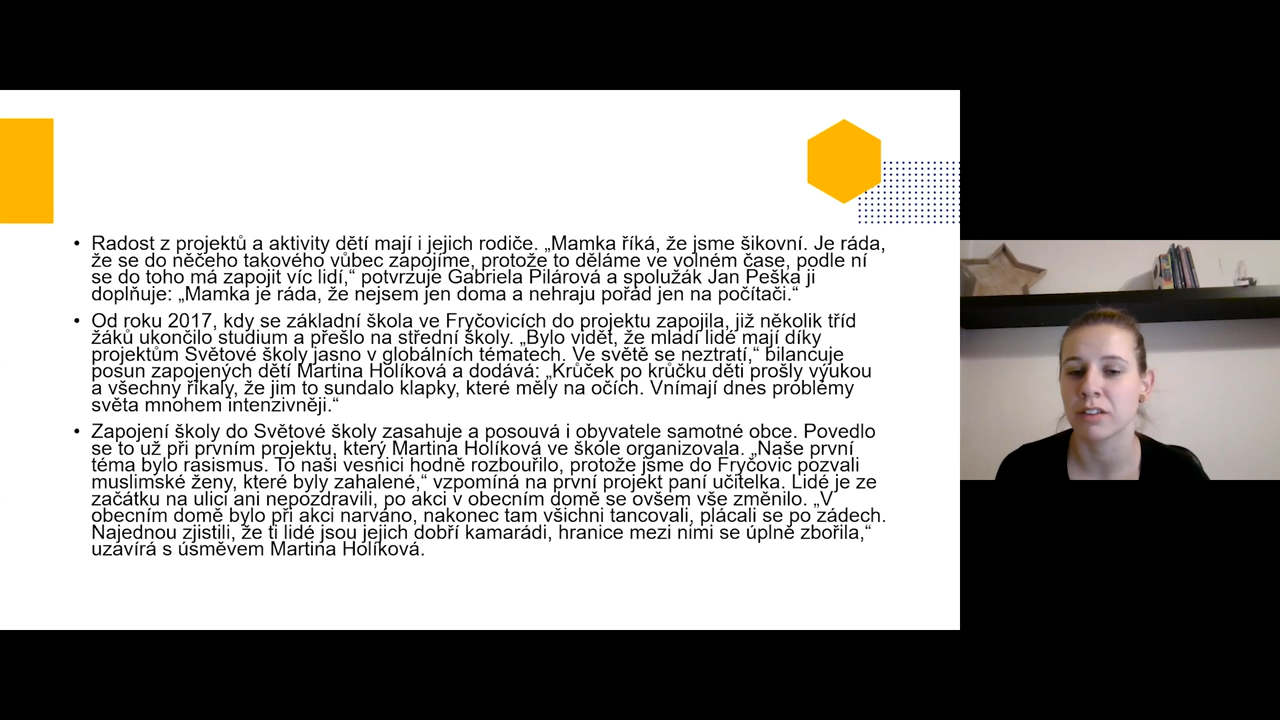 • Radost z projektů a aktivity dětí mají i jejich rodiče. „Mamka říká, že jsme šikovní. Je ráda,
že se do něčeho takového vůbec zapojíme, protože to děláme ve volném čase, podle ní
se do toho má zapojit víc lidí,“ potvrzuje Gabriela Pilárová a spolužák Jan Peška ji
doplňuje: „Mamka je ráda, že nejsem jen doma a nehraju pořád jen na počítači.“
• Od roku 2017, kdy se základní škola ve Fryčovicích do projektu zapojila, již několik tříd
žáků ukončilo studium a přešlo na střední školy. „Bylo vidět, že mladí lidé mají díky
projektům Světové školy jasno v globálních tématech. Ve světě se neztratí,“ bilancuje
posun zapojených dětí Martina Holíková a dodává: „Krůček po krůčku děti prošly výukou
a všechny říkaly, že jim to sundalo klapky, které měly na očích. Vnímají dnes problémy
světa mnohem intenzivněji.“
• Zapojení školy do Světové školy zasahuje a posouvá i obyvatele samotné obce. Povedlo
se to už při prvním projektu, který Martina Holíková ve škole organizovala. „Naše první
téma bylo rasismus. To naši vesnici hodně rozbouřilo, protože jsme do Fryčovic pozvali
muslimské ženy, které byly zahalené,“ vzpomíná na první projekt paní učitelka. Lidé je ze
začátku na ulici ani nepozdravili, po akci v obecním domě se ovšem vše změnilo. „V
obecním domě bylo při akci narváno, nakonec tam všichni tancovali, plácali se po zádech.
Najednou zjistili, že ti lidé jsou jejich dobří kamarádi, hranice mezi nimi se úplně zbořila,“
uzavírá s úsměvem Martina Holíková.